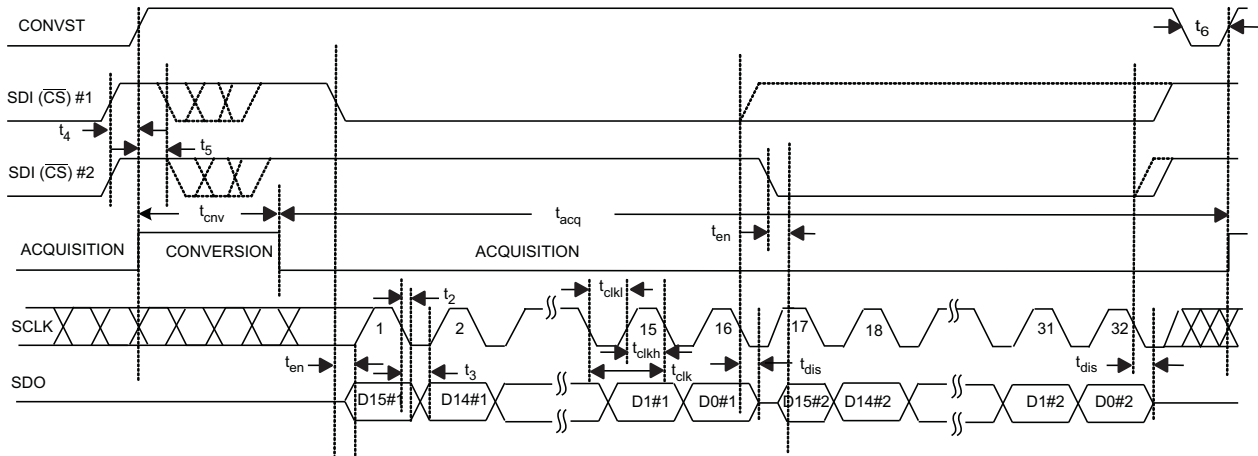 CONVST
t6
SDI (CS) #1
t4
t5
SDI (CS) #2
tcnv
tacq
ten
ACQUISITION
CONVERSION
ACQUISITION
tclkl
t2
SCLK
1
2
15
16
17
18
31
32
tclkh
ten
t3
tclk
tdis
tdis
SDO
D15#1
D14#1
D1#1
D0#1
D15#2
D14#2
D1#2
D0#2